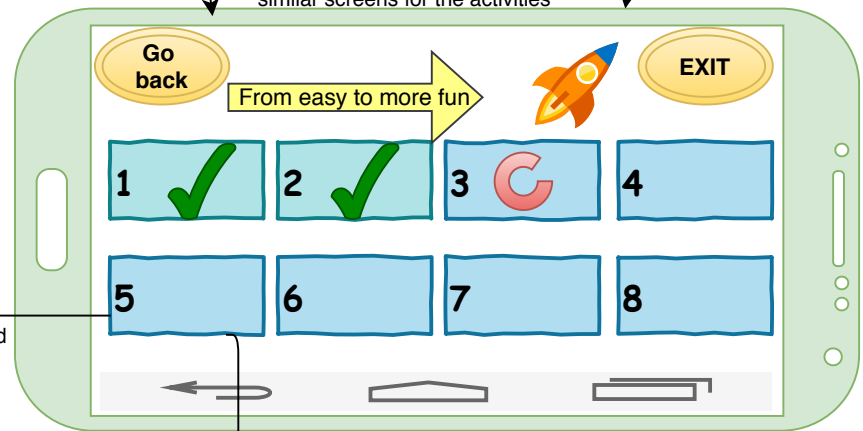 similar screens for the activities
Go
back
EXIT
From easy to more fun
1
2
3
4
d
5
6
7
8